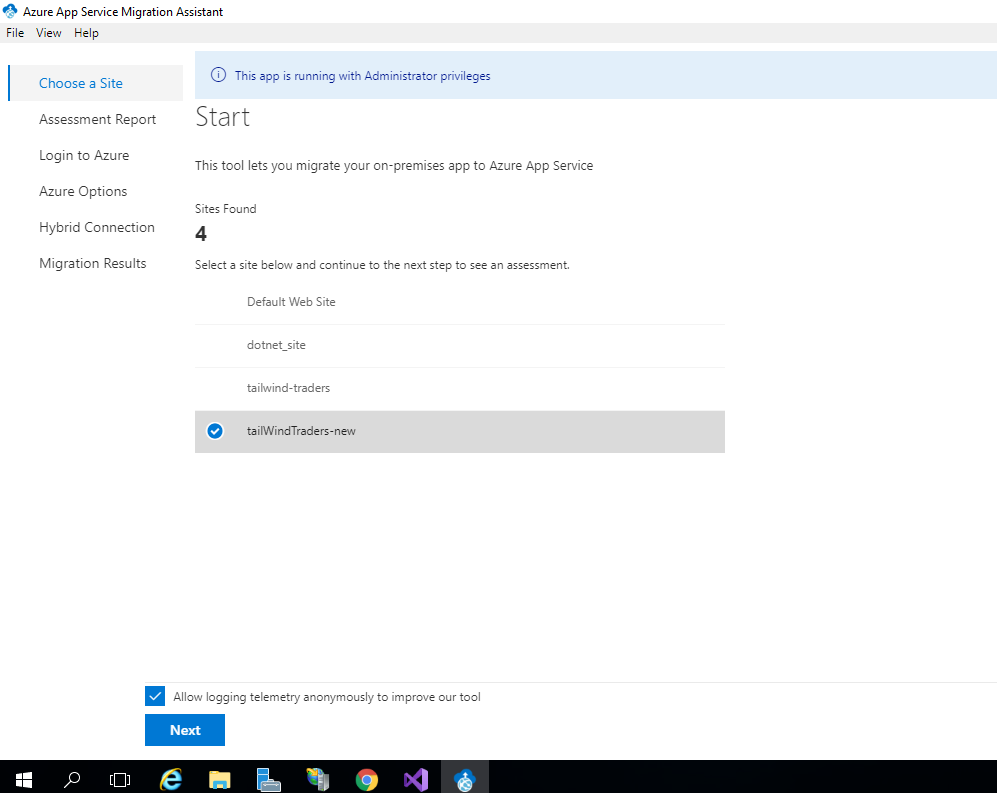 Azure App Service Migration Assistant
File View Help
Choose a Site
Assessment Report
Login to Azure
Azure Options
Hybrid Connection
Migration Results
This app is running with Administrator privileges
Start
This tool lets you migrate your on-premises app to Azure App Service
Sites Found
4
Select a site below and continue to the next step to see an assessment.
Default Web Site
dotnet_site
tailwind-traders
tailWindTraders-new
Allow logging telemetry anonymously to improve our tool
Next